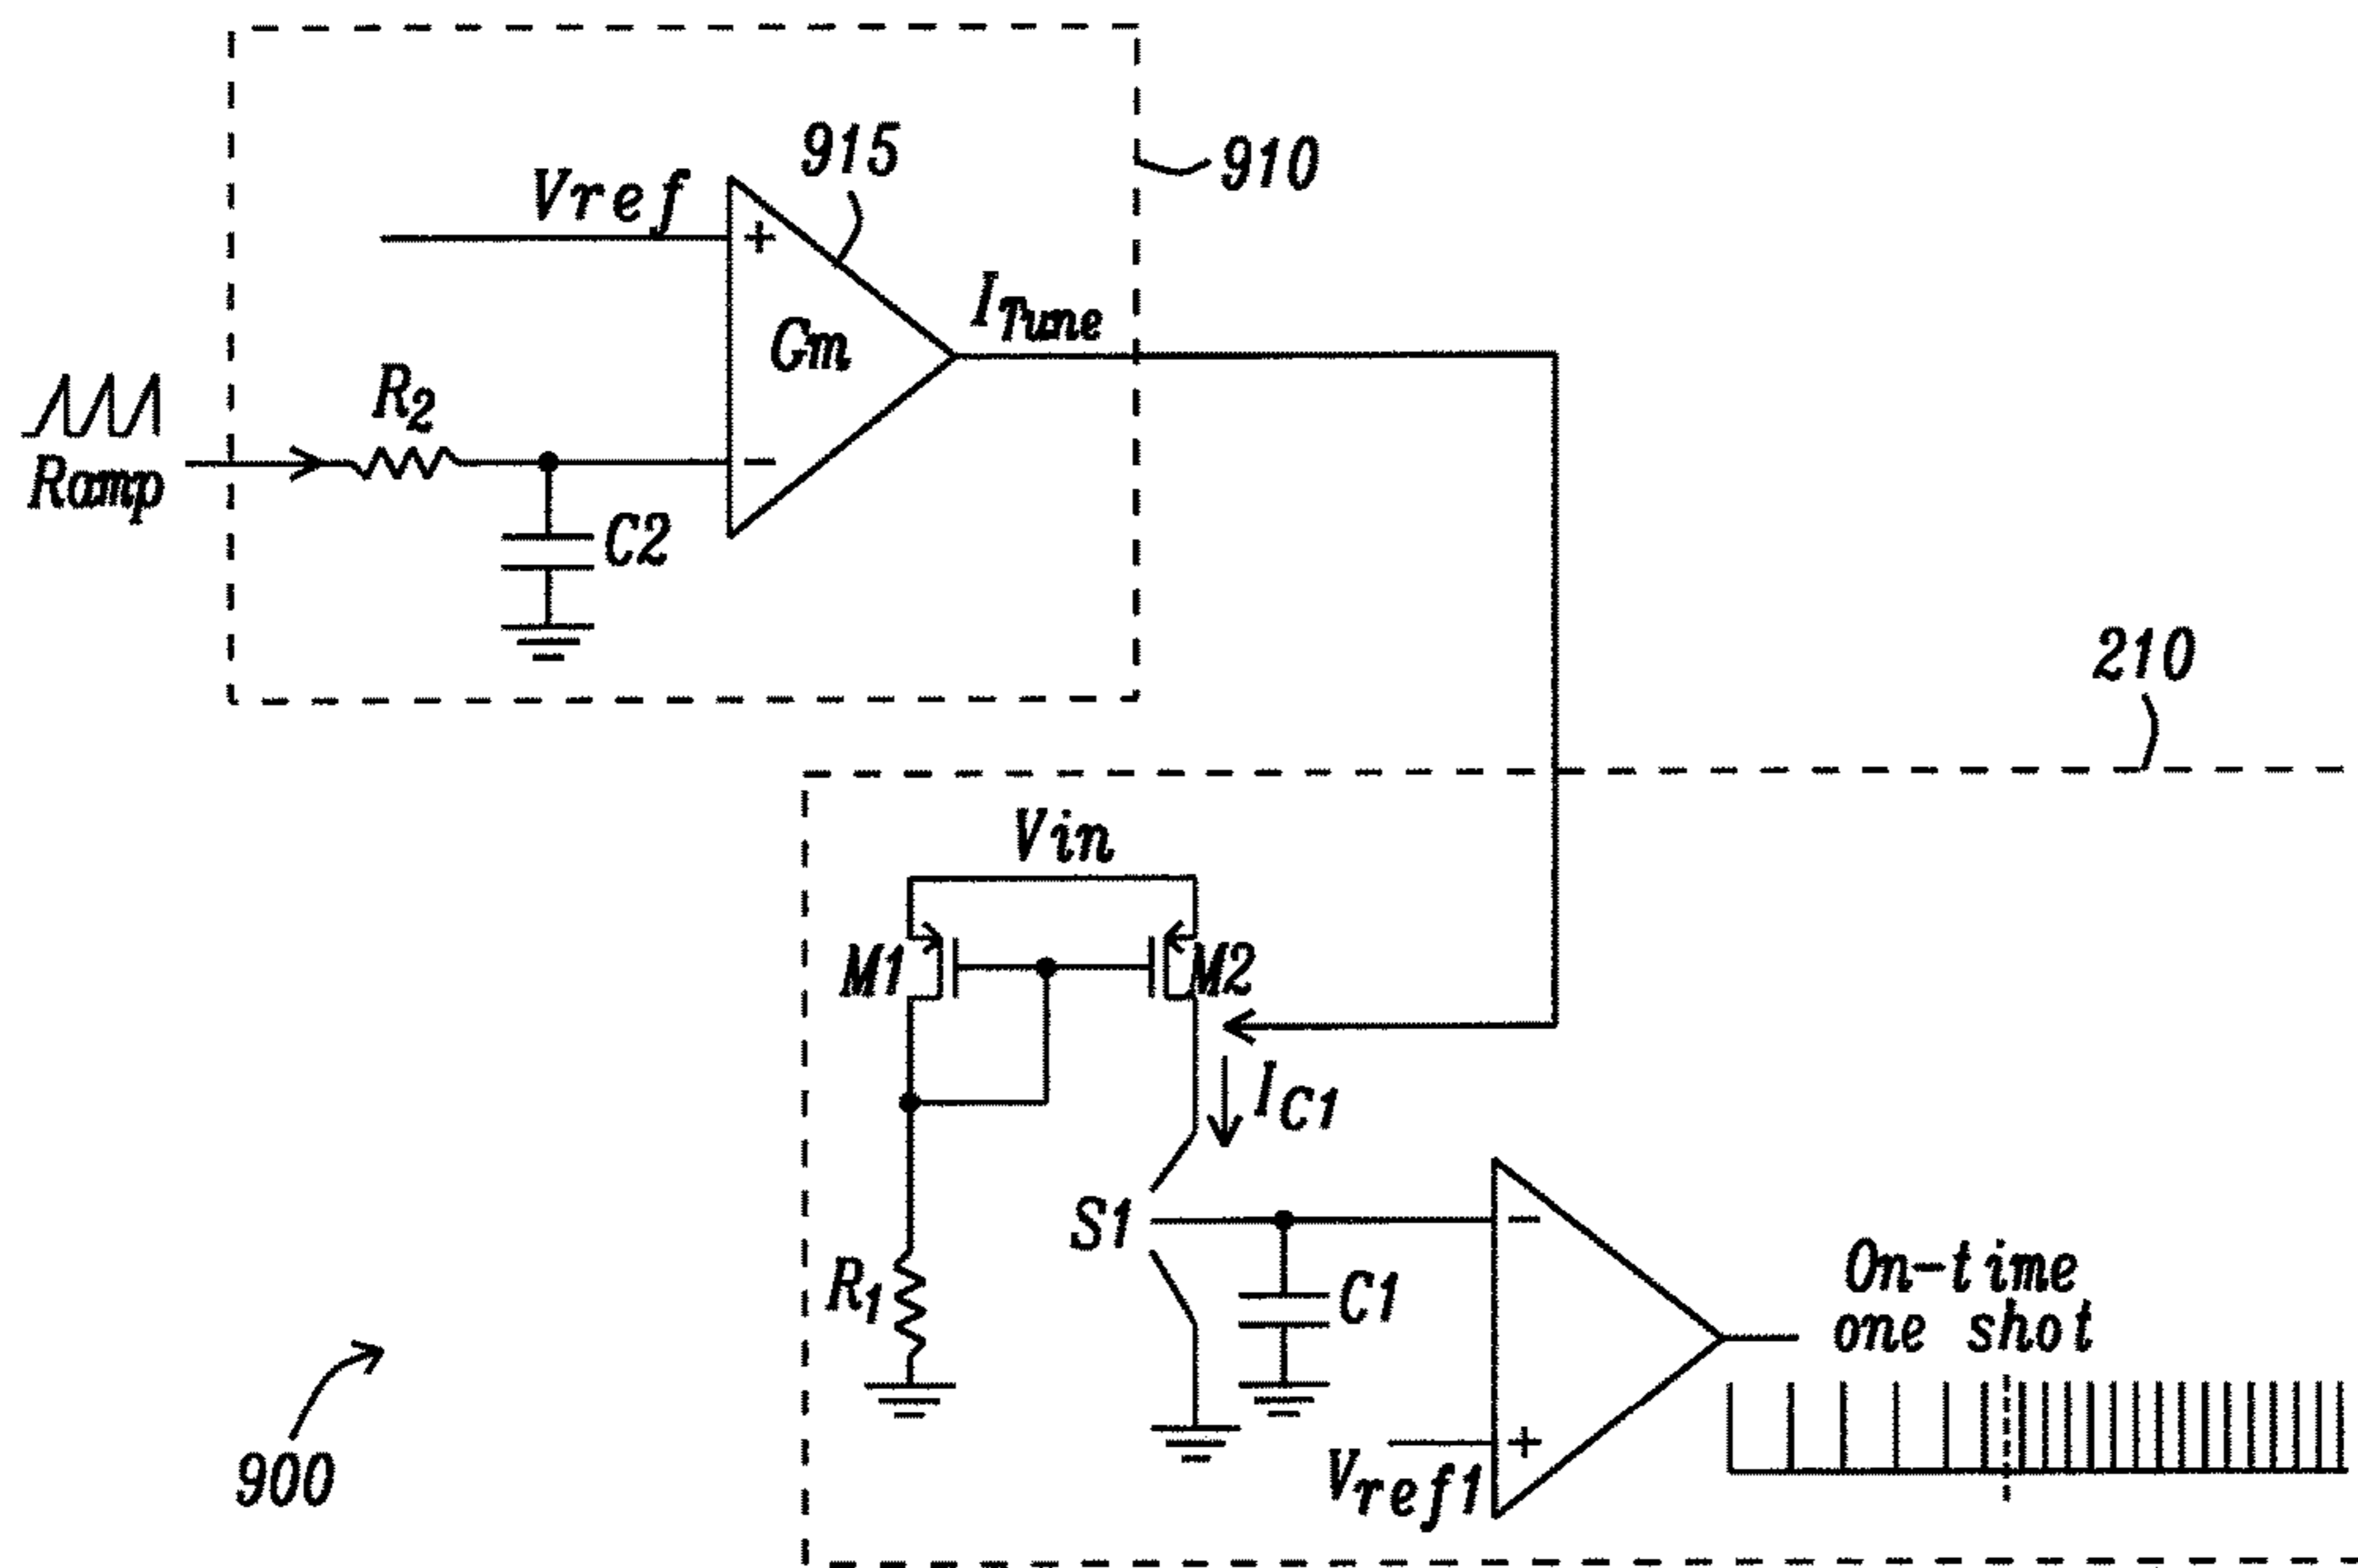 915
910
Vref
+
Gm
ITune
R2
Ramp
−
C2
210
Vin
M1
M2
IC1
S1
−
R1
C1
On-time
one shot
+
Vref1
900